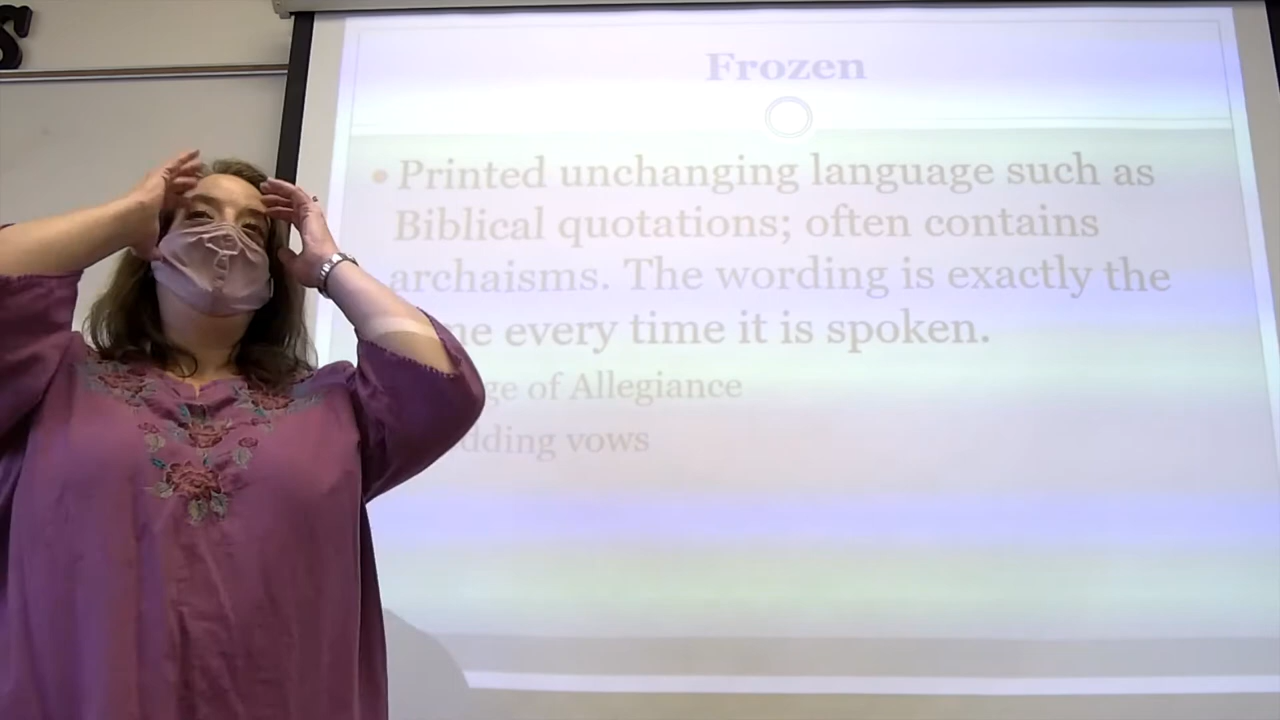 Frozen
• Printed unchanging language such as
Biblical quotations; often contains
archaisms. The wording is exactly the
me every time it is spoken.
ge of Allegiance
dding vows